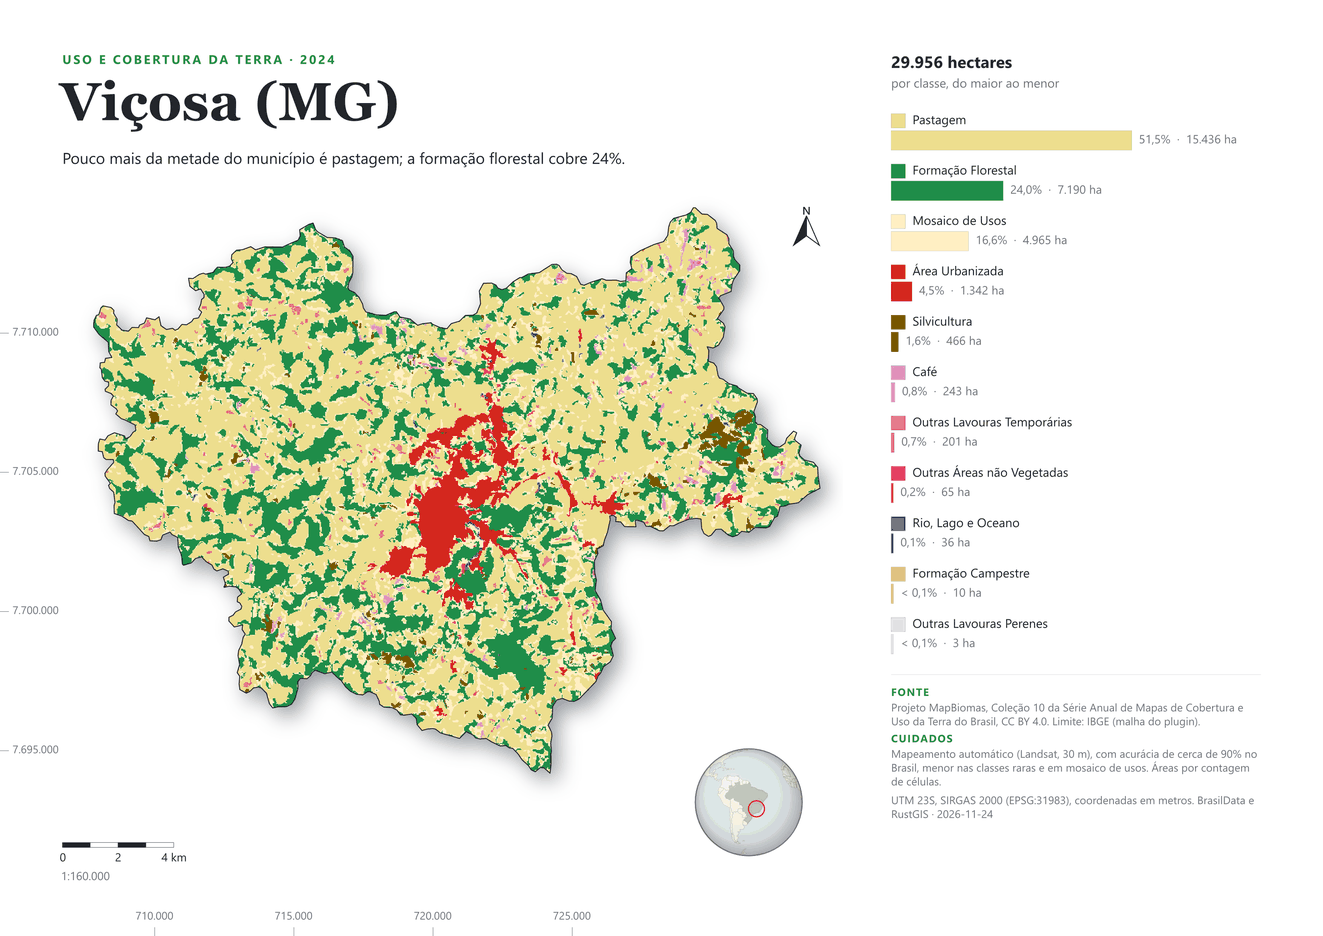 USO E COBERTURA DA TERRA · 2024
Viçosa (MG)
Pouco mais da metade do município é pastagem; a formação florestal cobre 24%.
N
7.710.000
7.705.000
7.700.000
7.695.000
0 2 4 km
1:160.000
710.000 715.000 720.000 725.000
29.956 hectares
por classe, do maior ao menor
Pastagem
51,5% · 15.436 ha
Formação Florestal
24,0% · 7.190 ha
Mosaico de Usos
16,6% · 4.965 ha
Área Urbanizada
4,5% · 1.342 ha
Silvicultura
1,6% · 466 ha
Café
0,8% · 243 ha
Outras Lavouras Temporárias
0,7% · 201 ha
Outras Áreas não Vegetadas
0,2% · 65 ha
Rio, Lago e Oceano
0,1% · 36 ha
Formação Campestre
< 0,1% · 10 ha
Outras Lavouras Perenes
< 0,1% · 3 ha
FONTE
Projeto MapBiomas, Coleção 10 da Série Anual de Mapas de Cobertura e
Uso da Terra do Brasil, CC BY 4.0. Limite: IBGE (malha do plugin).
CUIDADOS
Mapeamento automático (Landsat, 30 m), com acurácia de cerca de 90% no
Brasil, menor nas classes raras e em mosaico de usos. Áreas por contagem
de células.
UTM 23S, SIRGAS 2000 (EPSG:31983), coordenadas em metros. BrasilData e
RustGIS · 2026-11-24